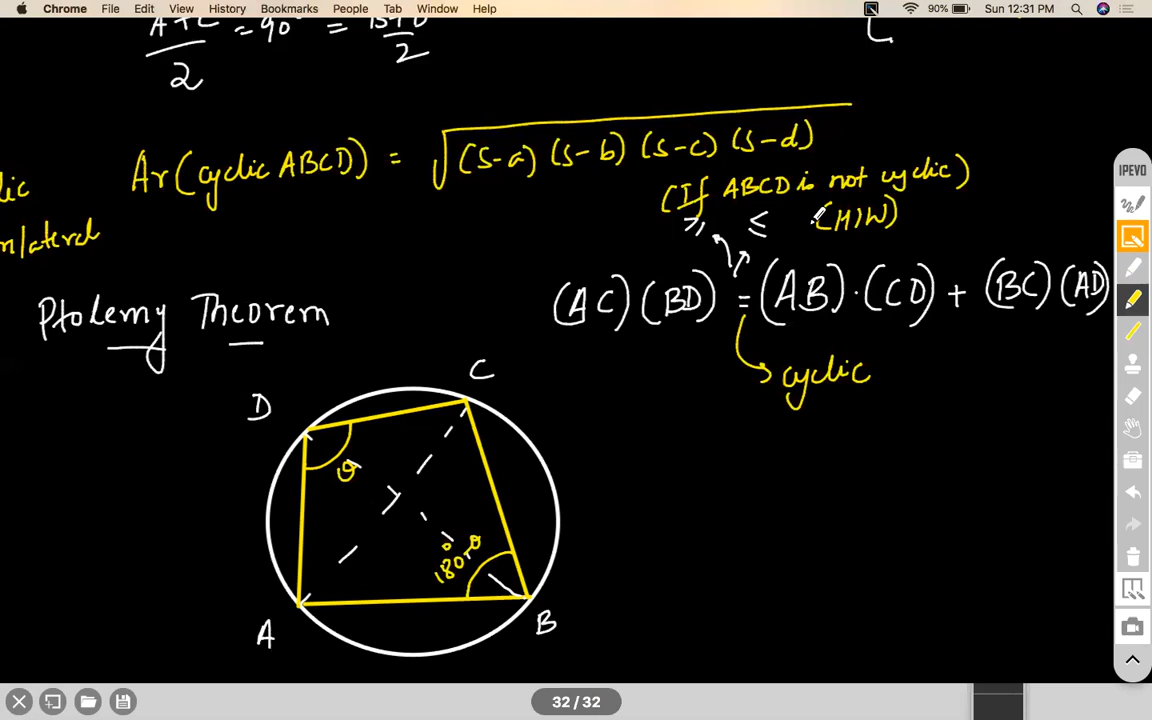 Chrome File Edit View History Bookmarks People Tab Window Help 90% Sun 12:31 PM
A+C/2 = 90° =
2
Ar(cyclic ABCD) = √(s-a) (s-b) (s-c) (s-d)
(If ABCD is not cyclic)
≥ ≤ (H/W)
Ptolemy Theorem
(AC)(BD) = (AB)·(CD) + (BC)(AD)
cyclic
D C
θ
180°-θ
A B
IPEVO
32 / 32